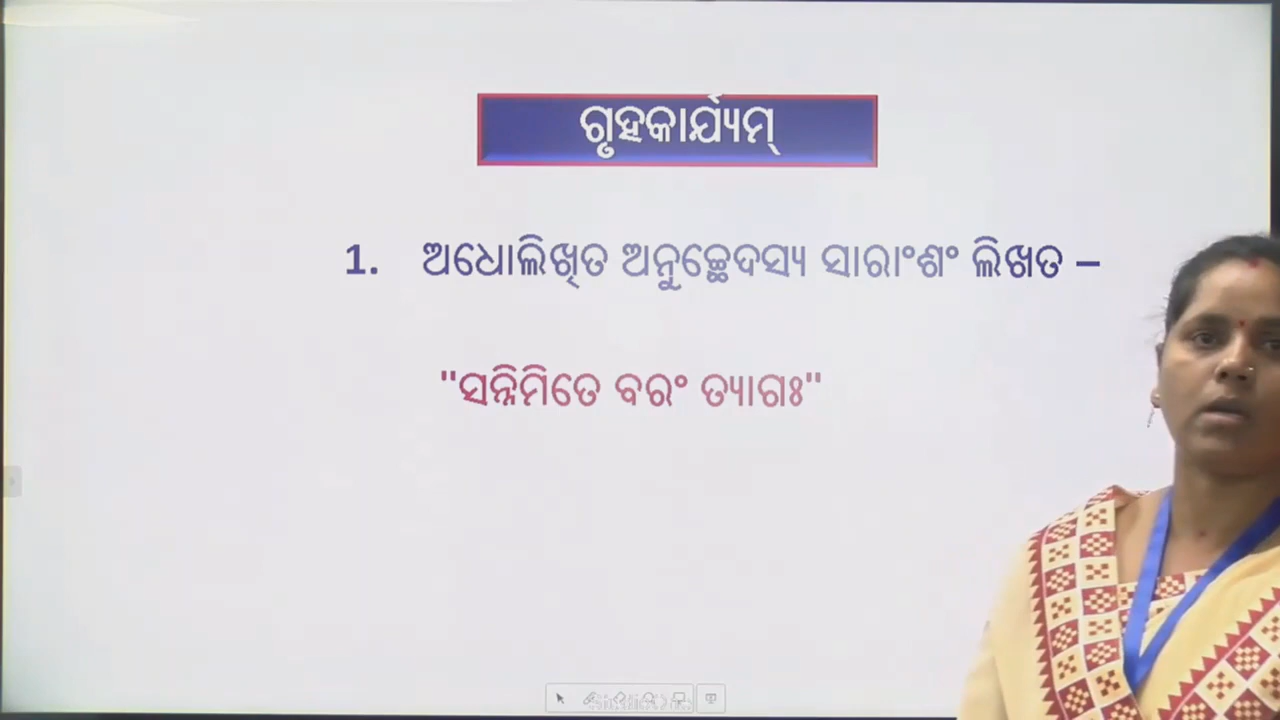 ଗୃହକାର୍ଯ୍ୟମ୍
1. ଅଧୋଲିଖିତ ଅନୁଚ୍ଛେଦସ୍ୟ ସାରାଂଶଂ ଲିଖତ –
"ସନ୍ନିମିତେ ବରଂ ତ୍ୟାଗଃ"